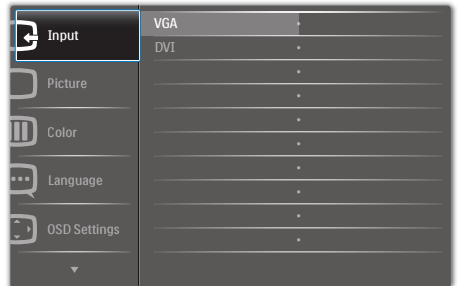 Input
VGA
DVI
Picture
Color
Language
OSD Settings